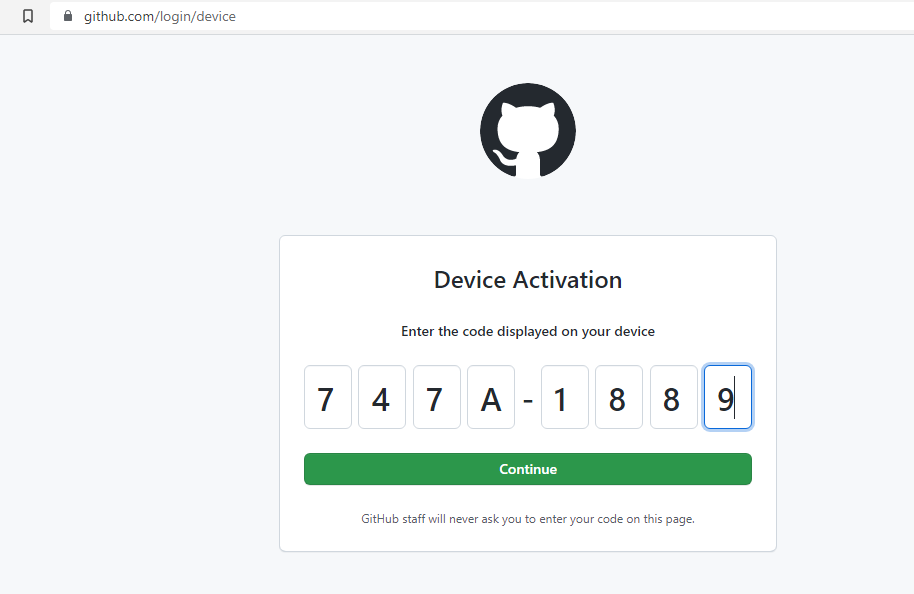 github.com/login/device
Device Activation
Enter the code displayed on your device
7 4 7 A - 1 8 8 9
Continue
GitHub staff will never ask you to enter your code on this page.